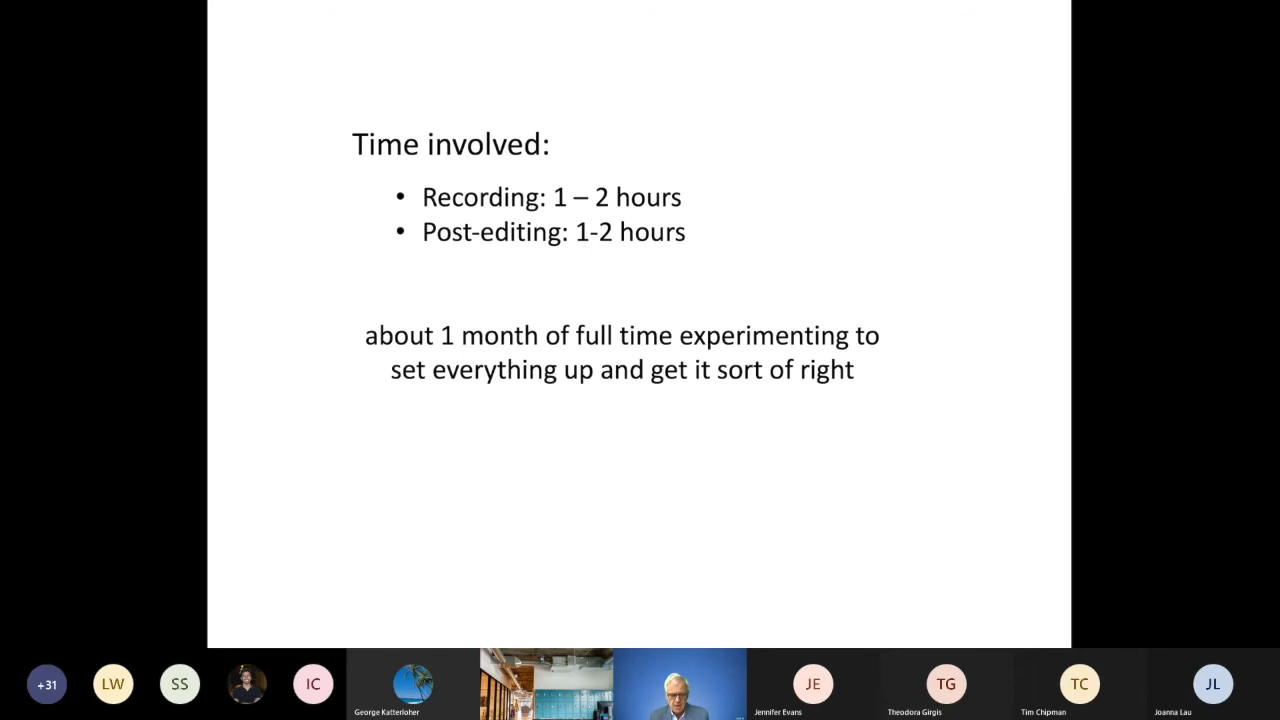 Time involved:
• Recording: 1 – 2 hours
• Post-editing: 1-2 hours
about 1 month of full time experimenting to
set everything up and get it sort of right
+31
LW
SS
IC
George Katterloher
JE
Jennifer Evans
TG
Theodora Girgis
TC
Tim Chipman
JL
Joanna Lau